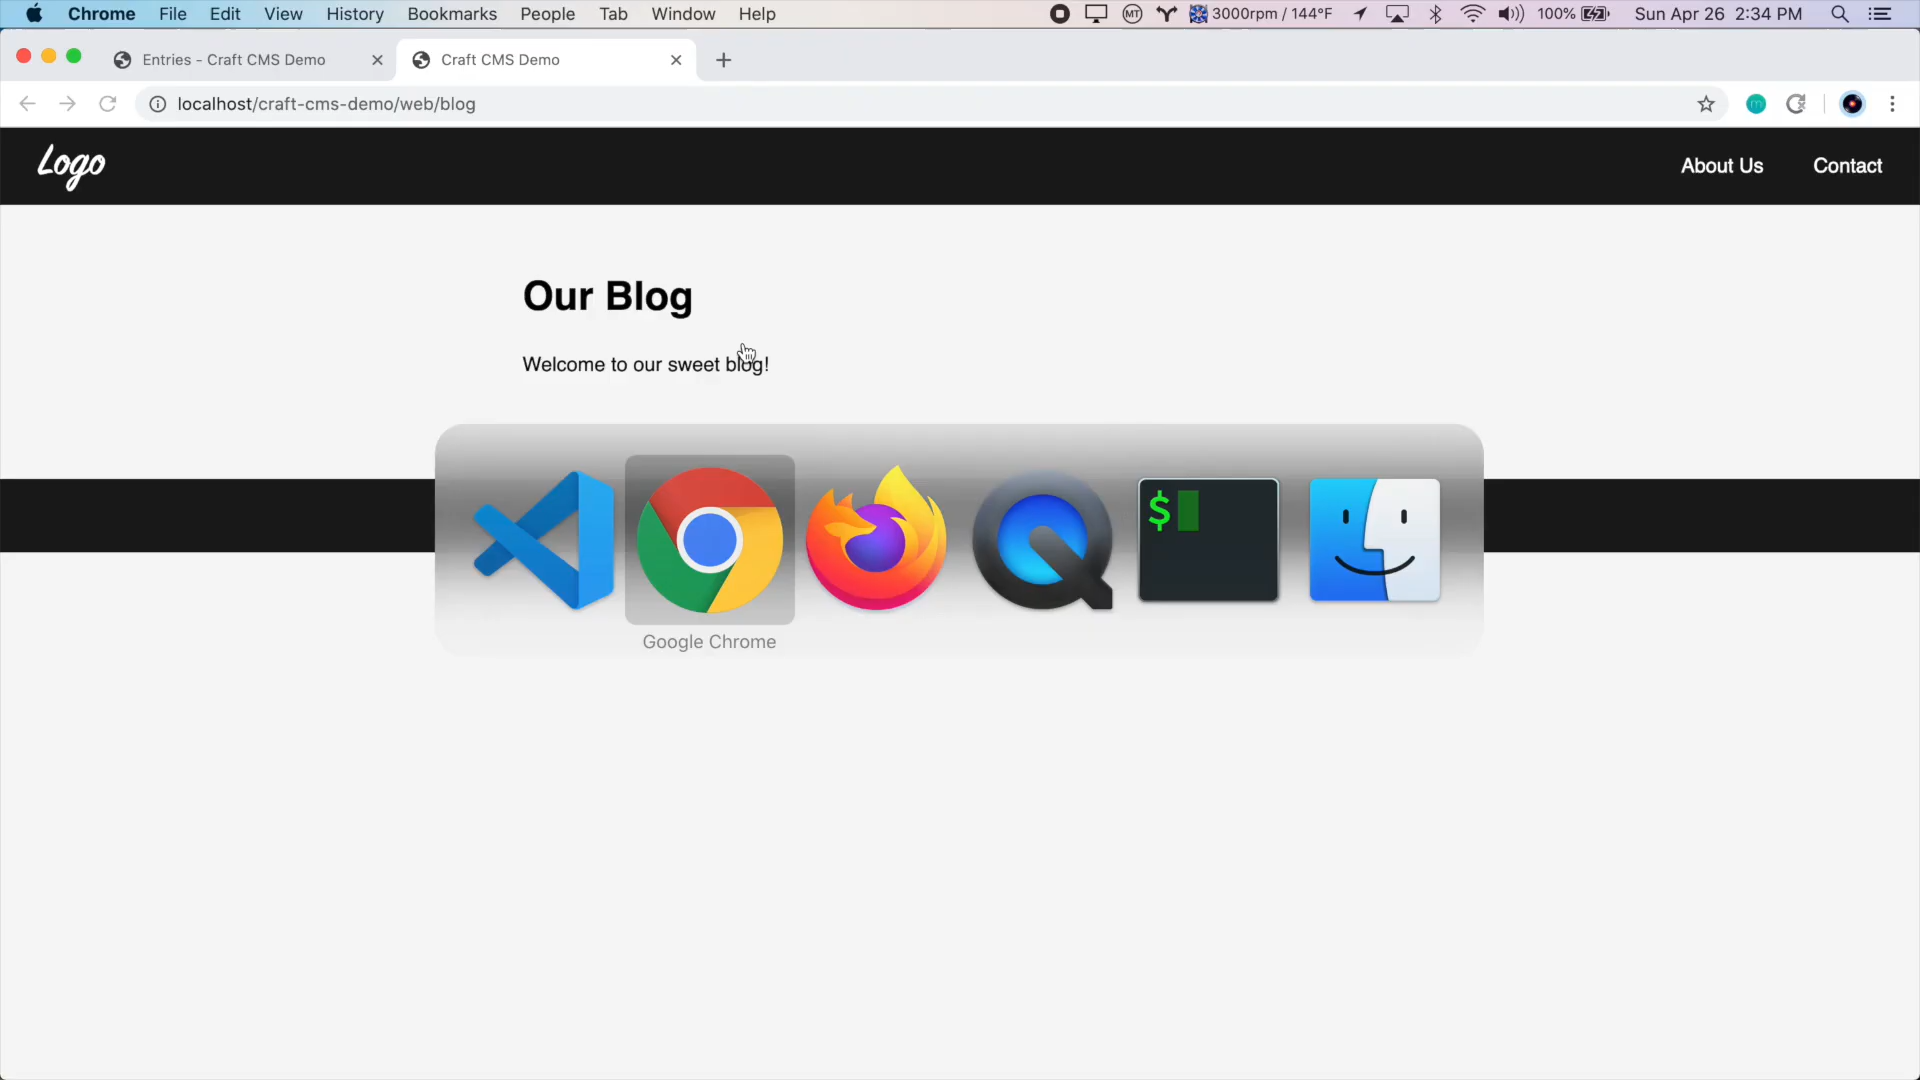 Chrome File Edit View History Bookmarks People Tab Window Help MT 3000rpm / 144°F 100% Sun Apr 26 2:34 PM
Entries - Craft CMS Demo Craft CMS Demo
localhost/craft-cms-demo/web/blog m
Logo About Us Contact
Our Blog
Welcome to our sweet blog!
$
Google Chrome